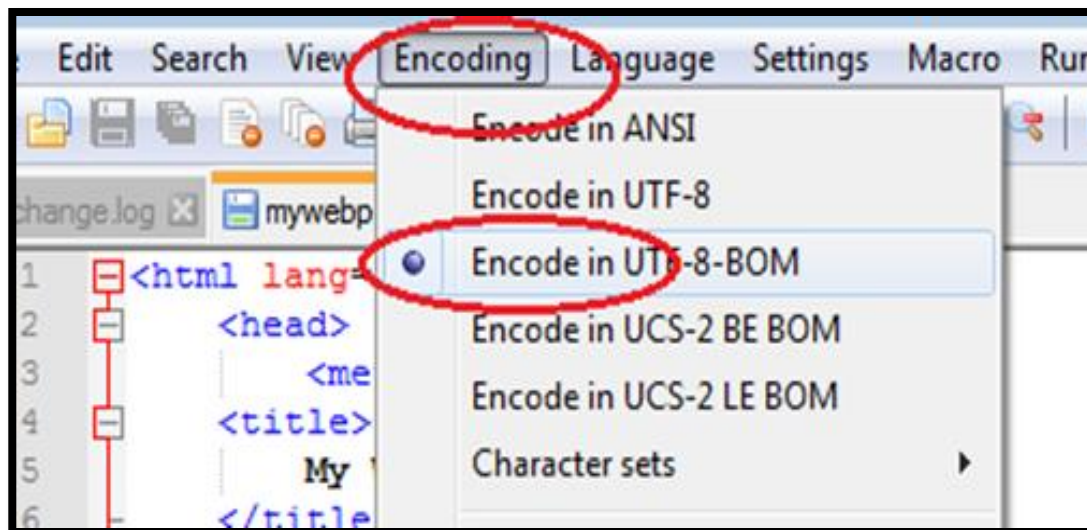 Edit Search View Encoding Language Settings Macro Run
Encode in ANSI
change.log mywebp
Encode in UTF-8
1 <html lang=
Encode in UTF-8-BOM
2 <head>
Encode in UCS-2 BE BOM
3 <me
Encode in UCS-2 LE BOM
4 <title>
5 My
Character sets
6 </title